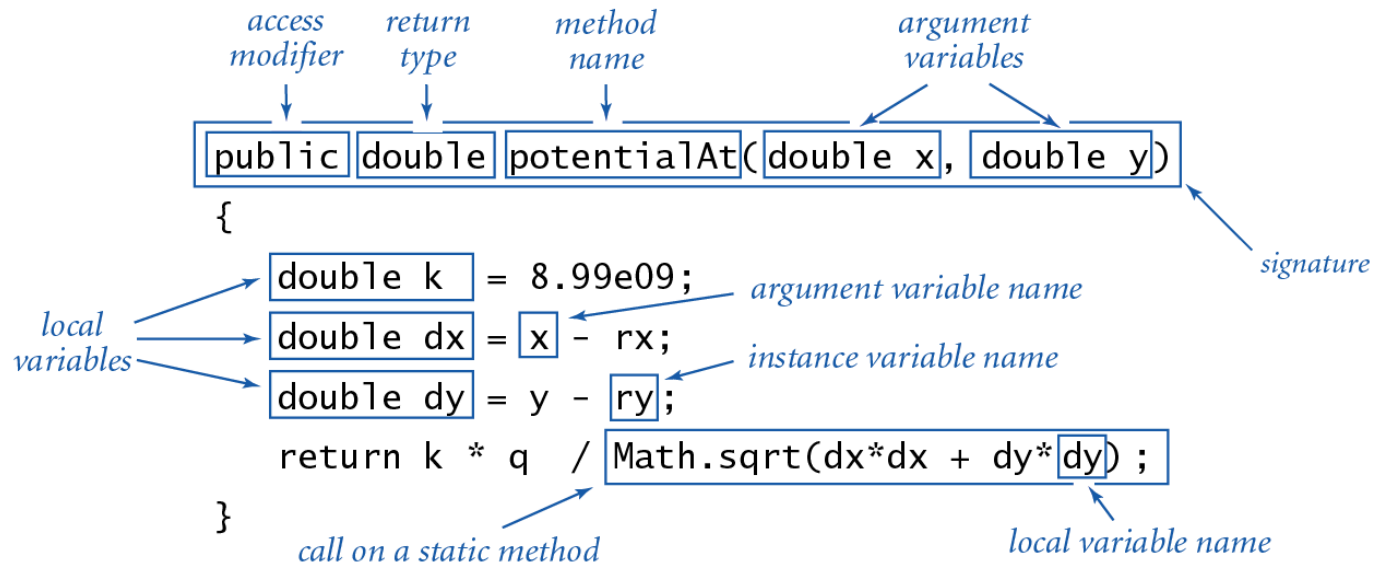 access return method argument
modifier type name variables
public double potentialAt(double x, double y)
{
signature
double k = 8.99e09;
argument variable name
local
variables
double dx = x - rx;
instance variable name
double dy = y - ry;
return k * q / Math.sqrt(dx*dx + dy*dy) ;
}
call on a static method
local variable name